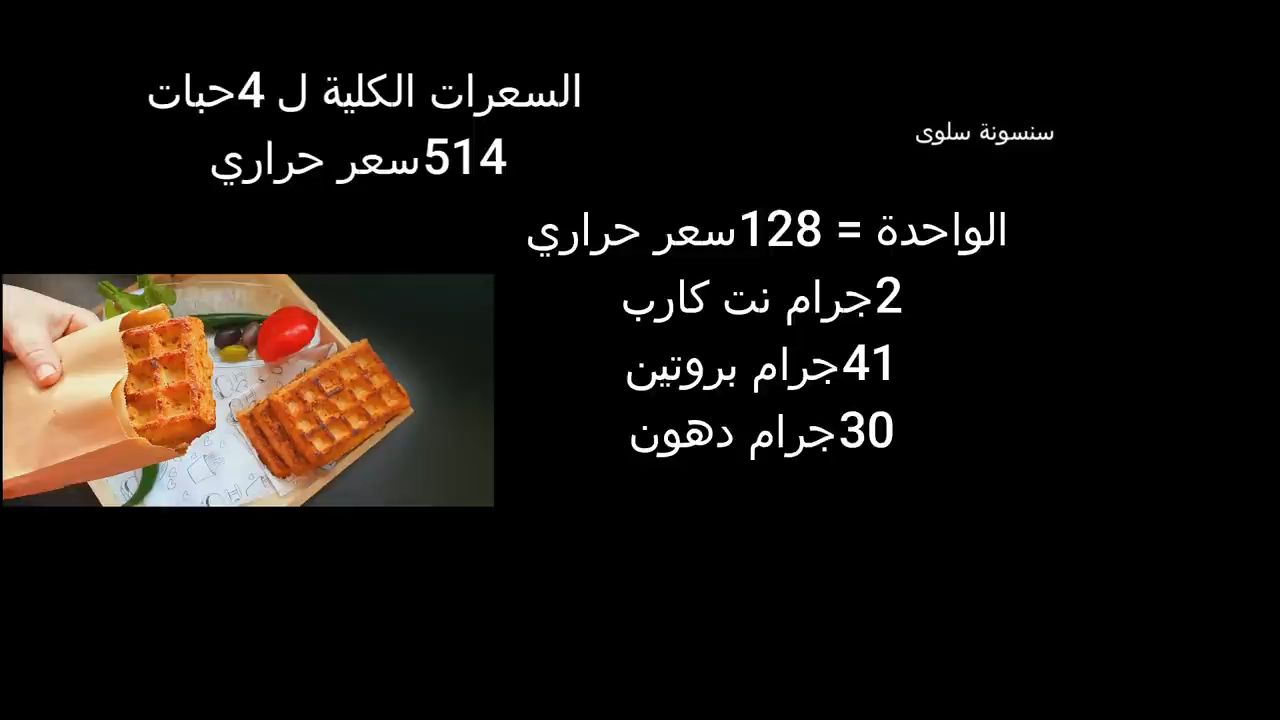 السعرات الكلية ل 4حبات
514سعر حراري
سنسونة سلوى
الواحدة = 128سعر حراري
2جرام نت كارب
41جرام بروتين
30جرام دهون